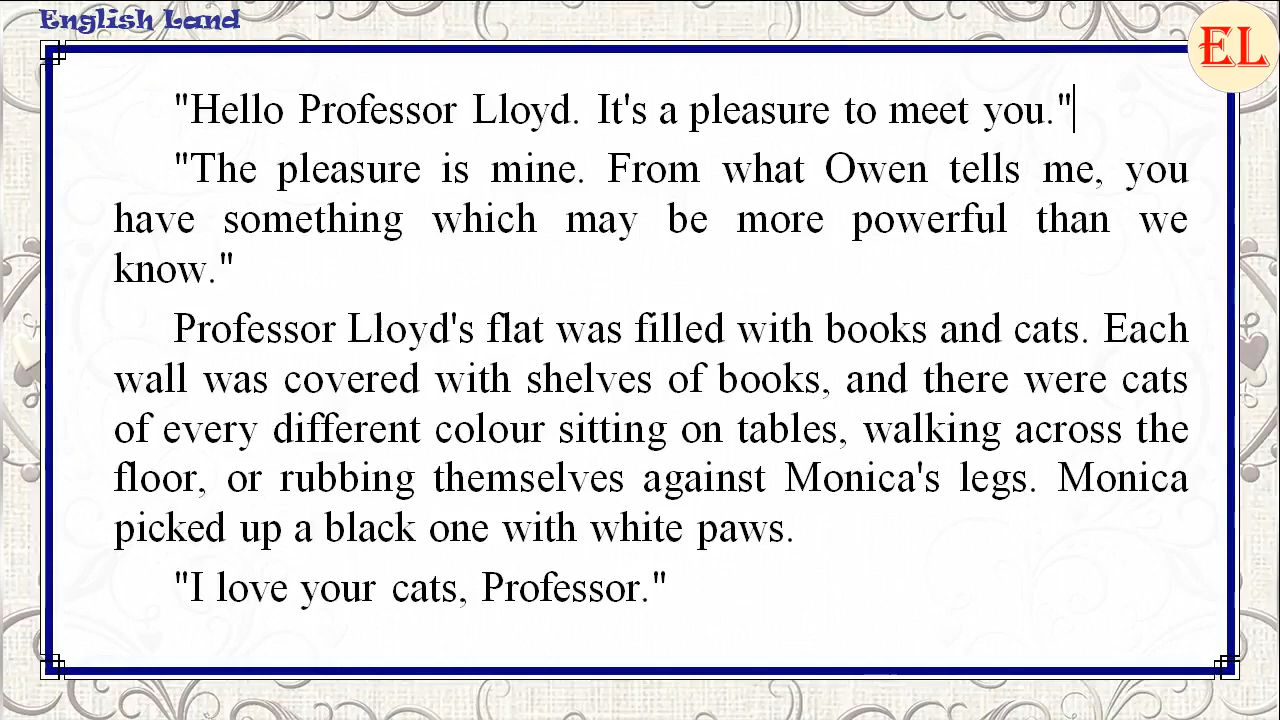 English Land
EL
"Hello Professor Lloyd. It's a pleasure to meet you."
"The pleasure is mine. From what Owen tells me, you
have something which may be more powerful than we
know."
Professor Lloyd's flat was filled with books and cats. Each
wall was covered with shelves of books, and there were cats
of every different colour sitting on tables, walking across the
floor, or rubbing themselves against Monica's legs. Monica
picked up a black one with white paws.
"I love your cats, Professor."